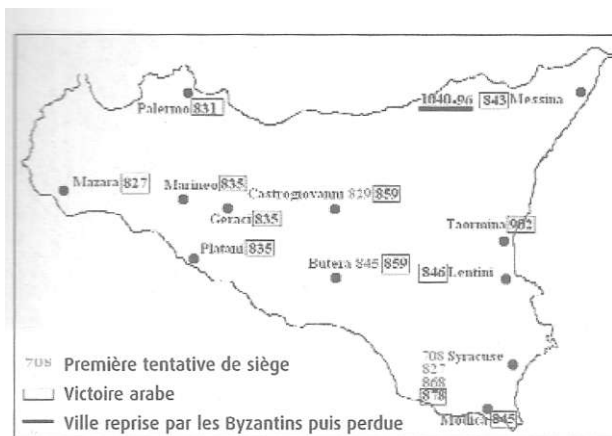 1040-96 843 Messina
Palermo 831
Mazara 827
Marineo 835
Castrogiovanni 829 859
Geraci 835
Taormina 902
Platani 835
Butera 845 859
846 Lentini
708 Syracuse
827
868
878
Modica 845
708 Première tentative de siège
Victoire arabe
Ville reprise par les Byzantins puis perdue